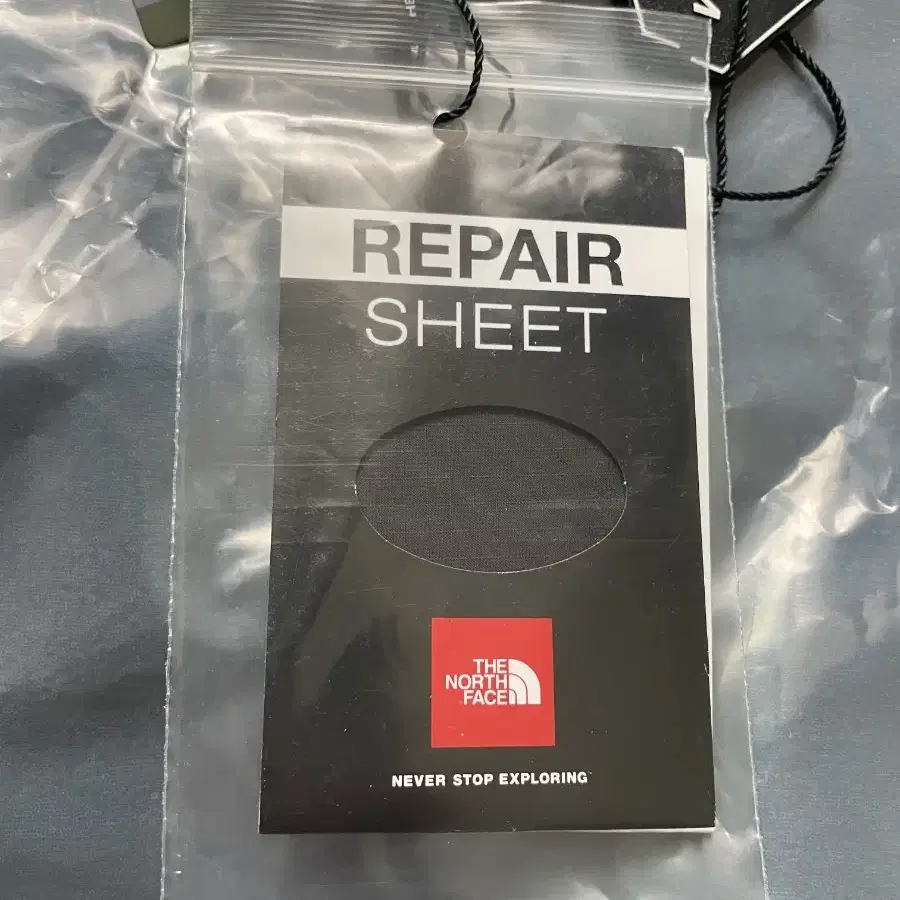 REPAIR
SHEET
THE
NORTH
FACE
NEVER STOP EXPLORING